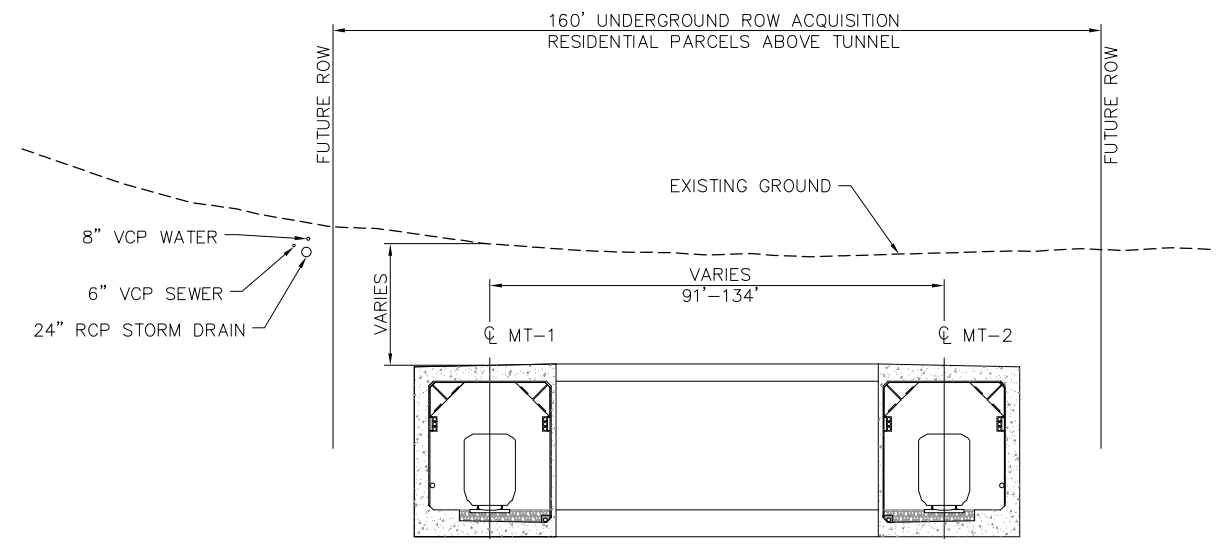 160' UNDERGROUND ROW ACQUISITION
RESIDENTIAL PARCELS ABOVE TUNNEL
FUTURE ROW
FUTURE ROW
EXISTING GROUND
8" VCP WATER
6" VCP SEWER
24" RCP STORM DRAIN
VARIES
VARIES
91'-134'
℄ MT-1
℄ MT-2